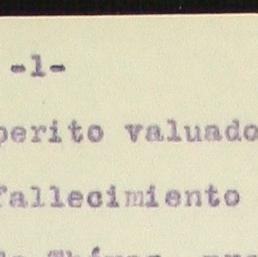 -1-
perito valuado
fallecimiento